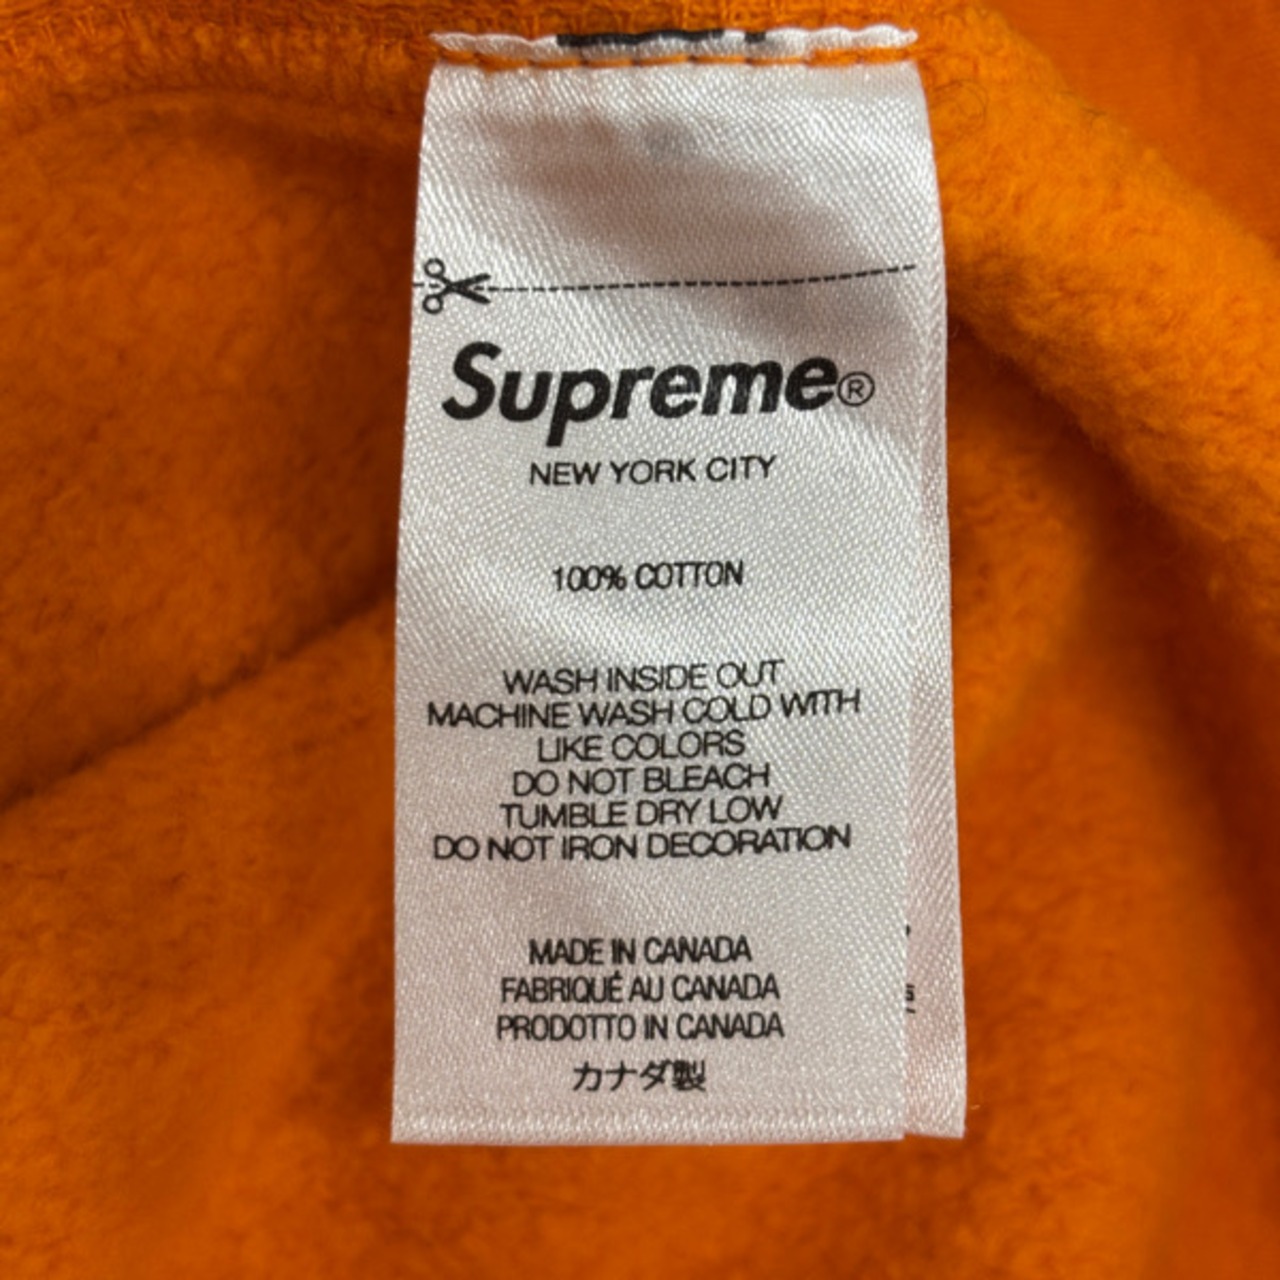 Supreme®
NEW YORK CITY
100% COTTON
WASH INSIDE OUT
MACHINE WASH COLD WITH
LIKE COLORS
DO NOT BLEACH
TUMBLE DRY LOW
DO NOT IRON DECORATION
MADE IN CANADA
FABRIQUÉ AU CANADA
PRODOTTO IN CANADA
カナダ製